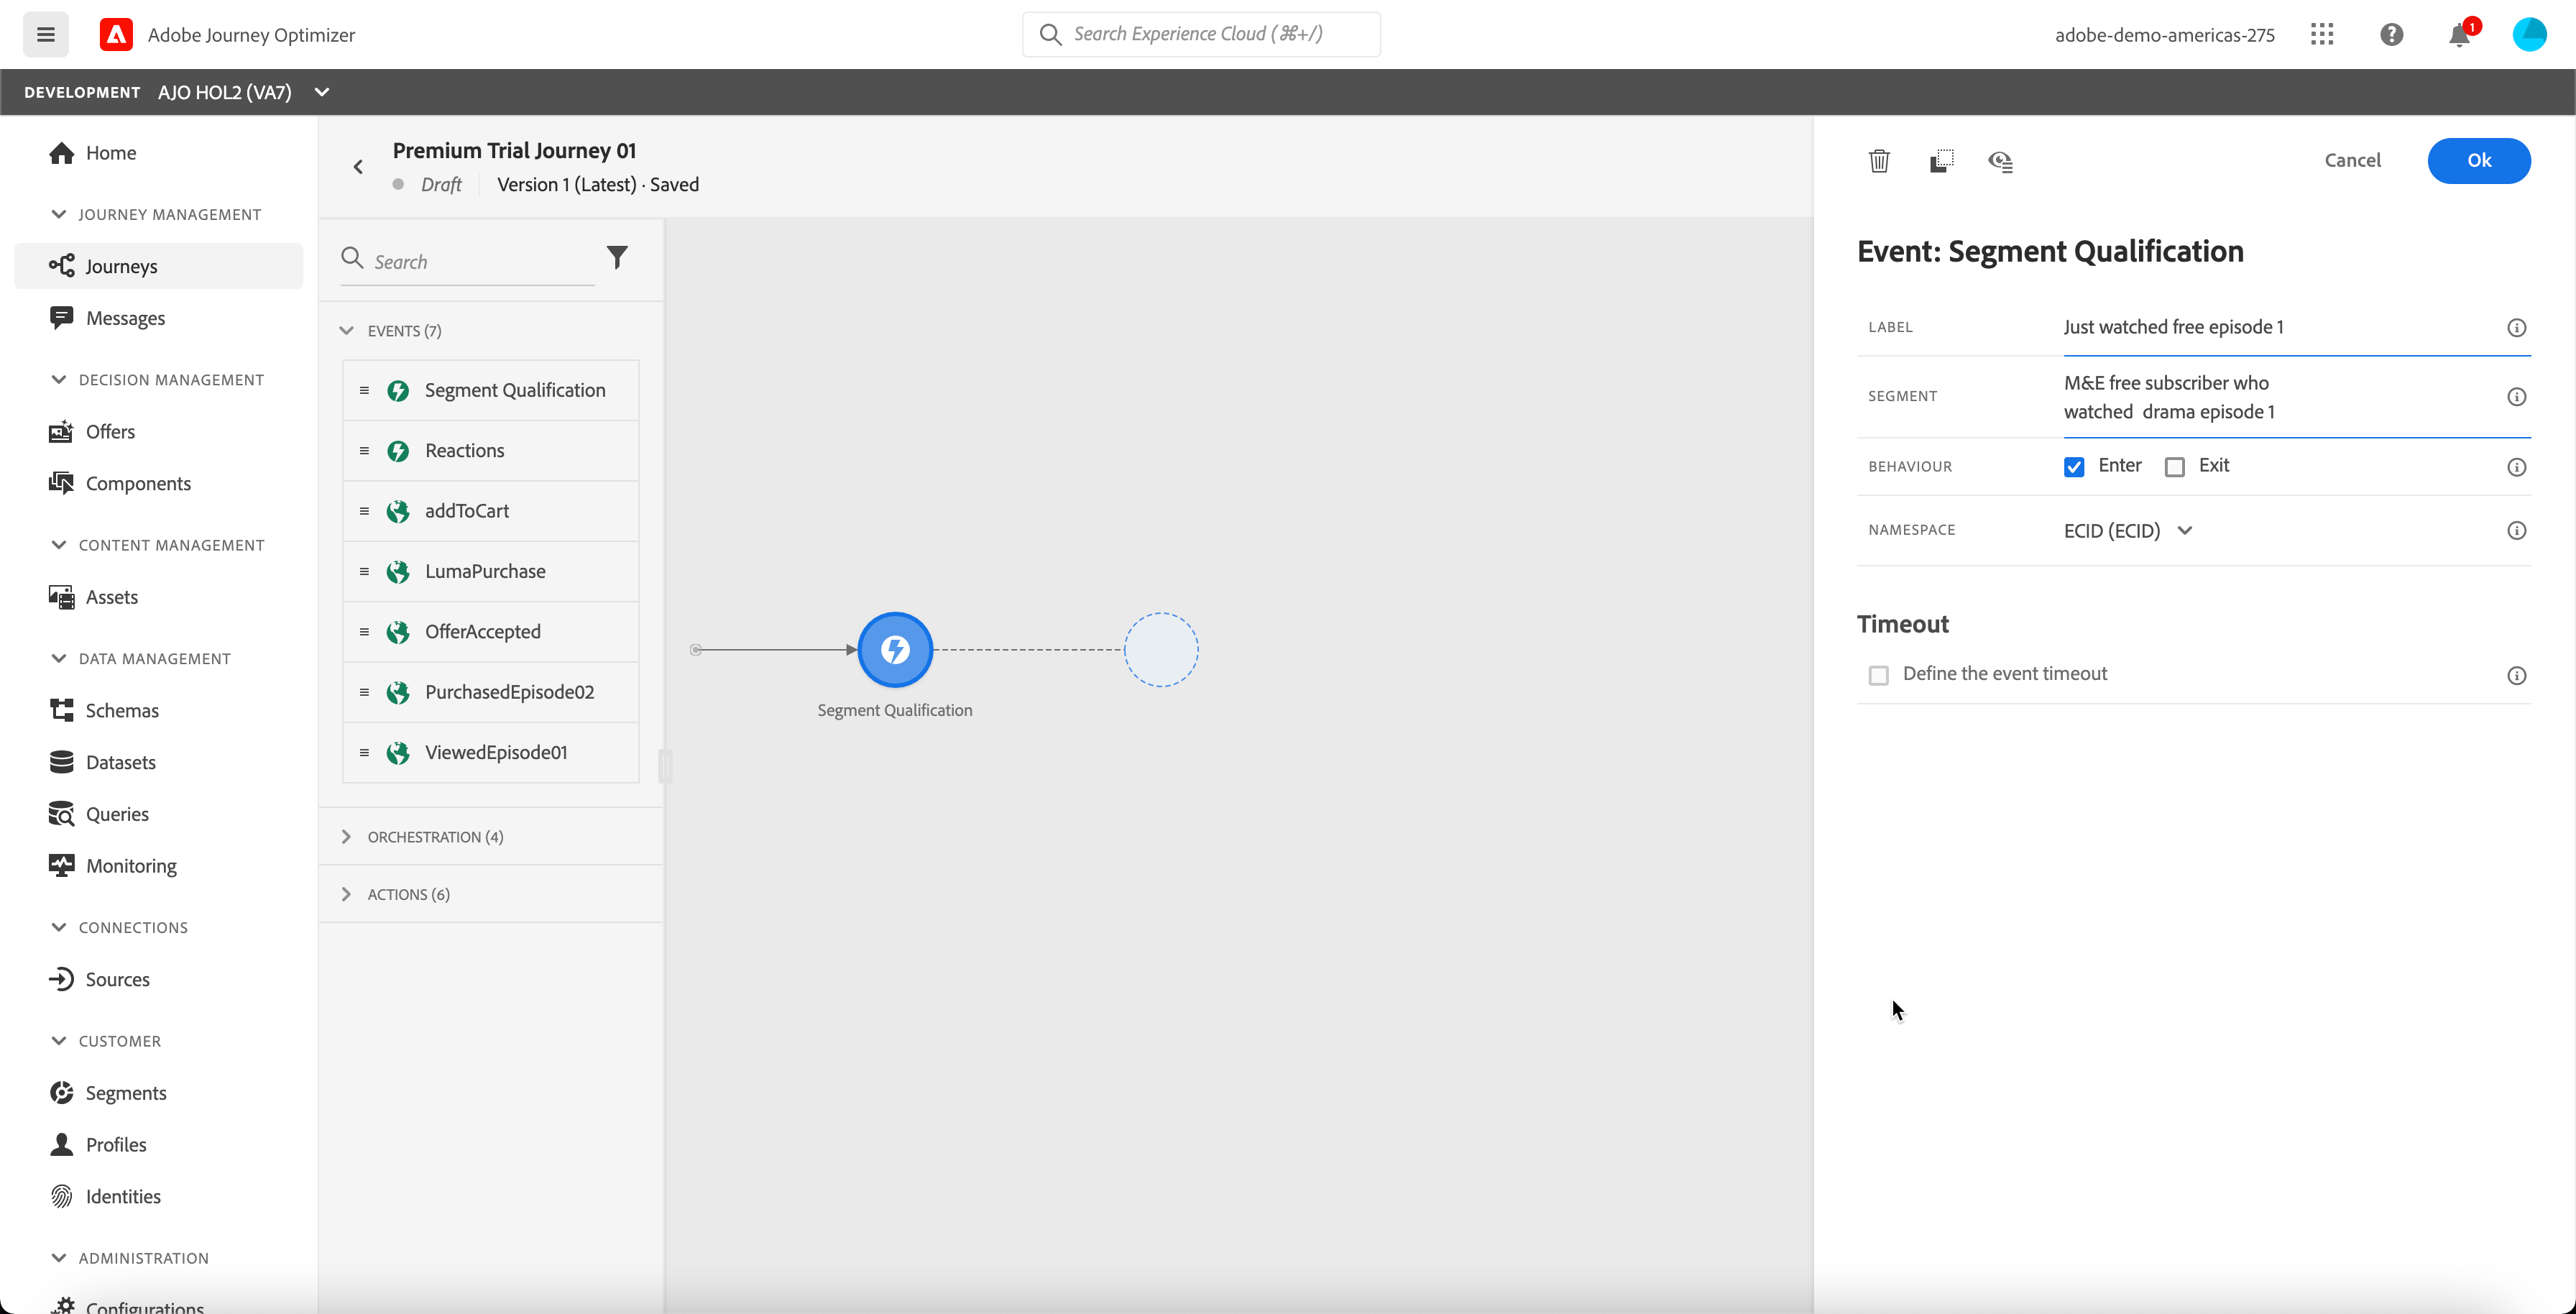 Adobe Journey Optimizer
Search Experience Cloud (⌘+/)
adobe-demo-americas-275
1
DEVELOPMENT AJO HOL2 (VA7)
Home
JOURNEY MANAGEMENT
Journeys
Messages
DECISION MANAGEMENT
Offers
Components
CONTENT MANAGEMENT
Assets
DATA MANAGEMENT
Schemas
Datasets
Queries
Monitoring
CONNECTIONS
Sources
CUSTOMER
Segments
Profiles
Identities
ADMINISTRATION
Configurations
Premium Trial Journey 01
Draft Version 1 (Latest) · Saved
Search
EVENTS (7)
Segment Qualification
Reactions
addToCart
LumaPurchase
OfferAccepted
PurchasedEpisode02
ViewedEpisode01
ORCHESTRATION (4)
ACTIONS (6)
Segment Qualification
Cancel
Ok
Event: Segment Qualification
LABEL Just watched free episode 1
SEGMENT M&E free subscriber who
watched drama episode 1
BEHAVIOUR Enter Exit
NAMESPACE ECID (ECID)
Timeout
Define the event timeout